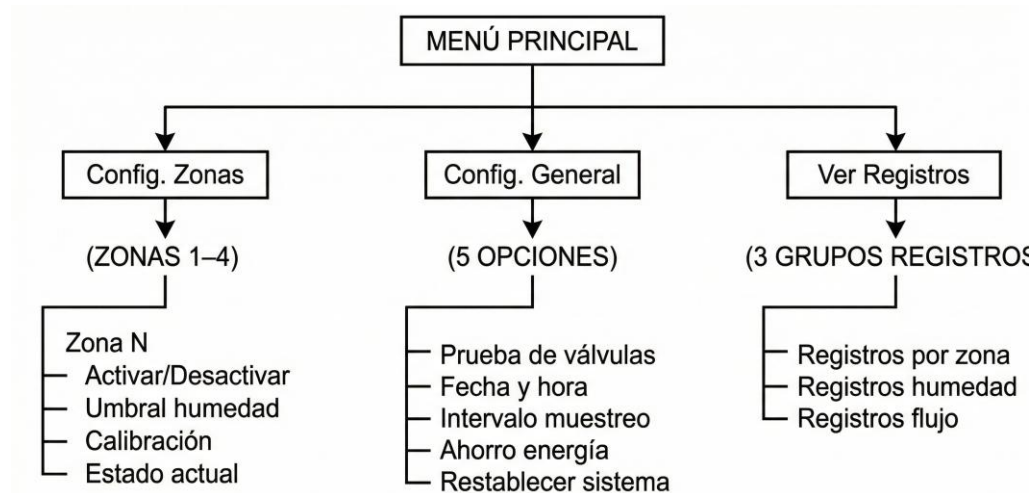 MENÚ PRINCIPAL
Config. Zonas
Config. General
Ver Registros
(ZONAS 1–4)
(5 OPCIONES)
(3 GRUPOS REGISTROS
Zona N
Activar/Desactivar
Umbral humedad
Calibración
Estado actual
Prueba de válvulas
Fecha y hora
Intervalo muestreo
Ahorro energía
Restablecer sistema
Registros por zona
Registros humedad
Registros flujo